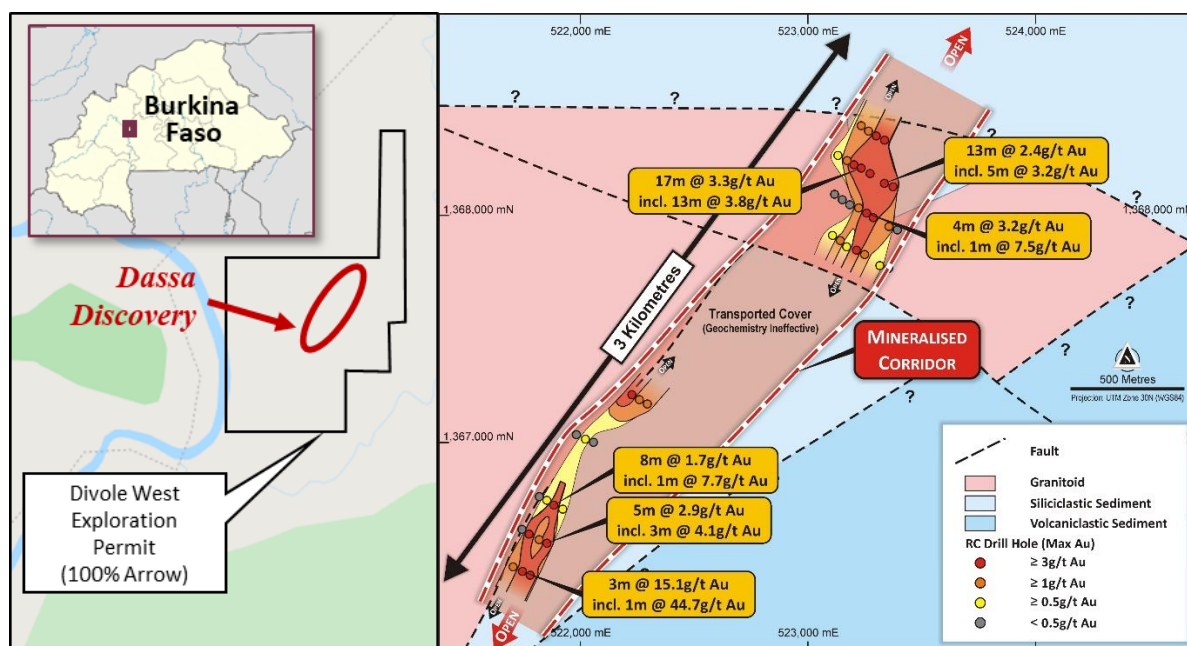 Burkina
Faso
Dassa
Discovery
Divole West
Exploration
Permit
(100% Arrow)
522,000 mE
523,000 mE
524,000 mE
OPEN
OPEN
?
?
?
?
?
17m @ 3.3g/t Au
incl. 13m @ 3.8g/t Au
13m @ 2.4g/t Au
incl. 5m @ 3.2g/t Au
1,368,000 mN
1,368,000 mN
4m @ 3.2g/t Au
incl. 1m @ 7.5g/t Au
OPEN
?
3 Kilometres
Transported Cover
(Geochemistry Ineffective)
MINERALISED
CORRIDOR
OPEN
?
?
500 Metres
Projection: UTM Zone 30N (WGS84)
1,367,000 mN
8m @ 1.7g/t Au
incl. 1m @ 7.7g/t Au
5m @ 2.9g/t Au
incl. 3m @ 4.1g/t Au
3m @ 15.1g/t Au
incl. 1m @ 44.7g/t Au
OPEN
OPEN
522,000 mE
523,000 mE
Fault
Granitoid
Siliciclastic Sediment
Volcaniclastic Sediment
RC Drill Hole (Max Au)
≥ 3g/t Au
≥ 1g/t Au
≥ 0.5g/t Au
< 0.5g/t Au